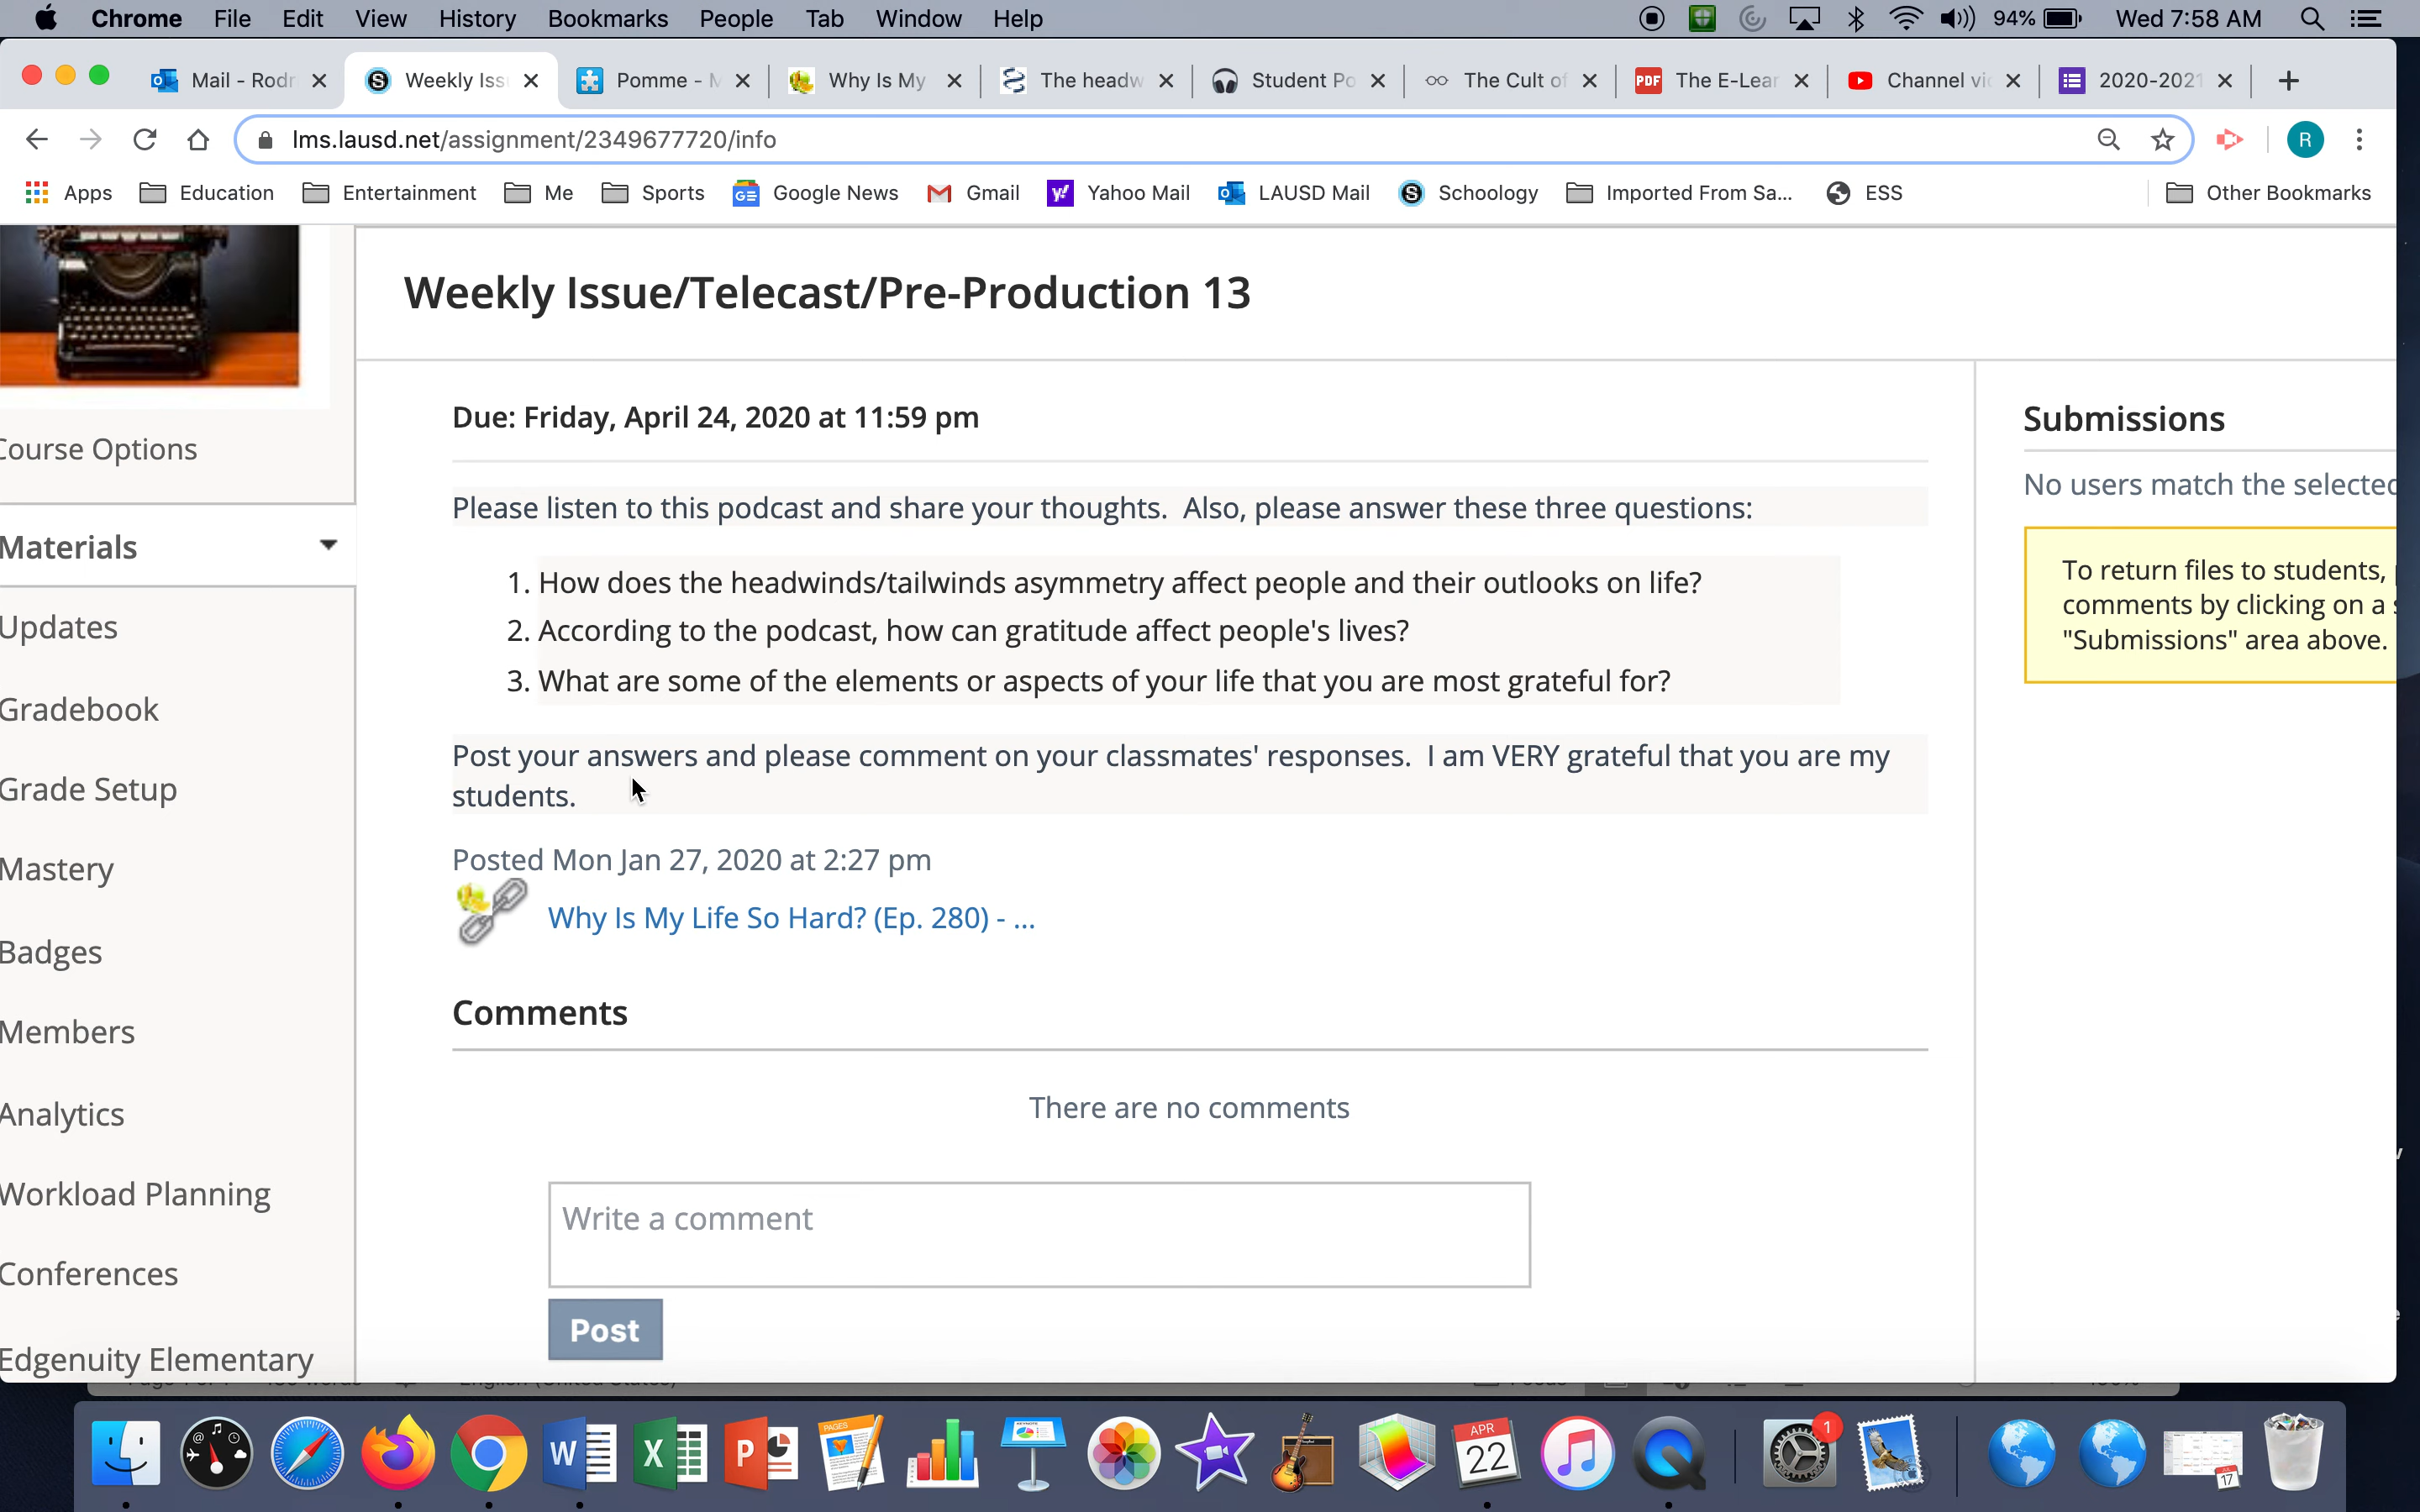 Chrome File Edit View History Bookmarks People Tab Window Help 94% Wed 7:58 AM
Mail - Rodr Weekly Iss Pomme - M Why Is My The headw Student Po The Cult of PDF The E-Lear Channel vic 2020-2021
lms.lausd.net/assignment/2349677720/info R
Apps Education Entertainment Me Sports Google News Gmail Yahoo Mail LAUSD Mail Schoology Imported From Sa... ESS Other Bookmarks
Weekly Issue/Telecast/Pre-Production 13
Due: Friday, April 24, 2020 at 11:59 pm
Please listen to this podcast and share your thoughts. Also, please answer these three questions:
1. How does the headwinds/tailwinds asymmetry affect people and their outlooks on life?
2. According to the podcast, how can gratitude affect people's lives?
3. What are some of the elements or aspects of your life that you are most grateful for?
Post your answers and please comment on your classmates' responses. I am VERY grateful that you are my
students.
Posted Mon Jan 27, 2020 at 2:27 pm
Why Is My Life So Hard? (Ep. 280) - ...
Comments
There are no comments
Write a comment
Post
Submissions
No users match the selected
To return files to students,
comments by clicking on a
"Submissions" area above.
Course Options
Materials
Updates
Gradebook
Grade Setup
Mastery
Badges
Members
Analytics
Workload Planning
Conferences
Edgenuity Elementary
W X P PAGES APR 22 1 17